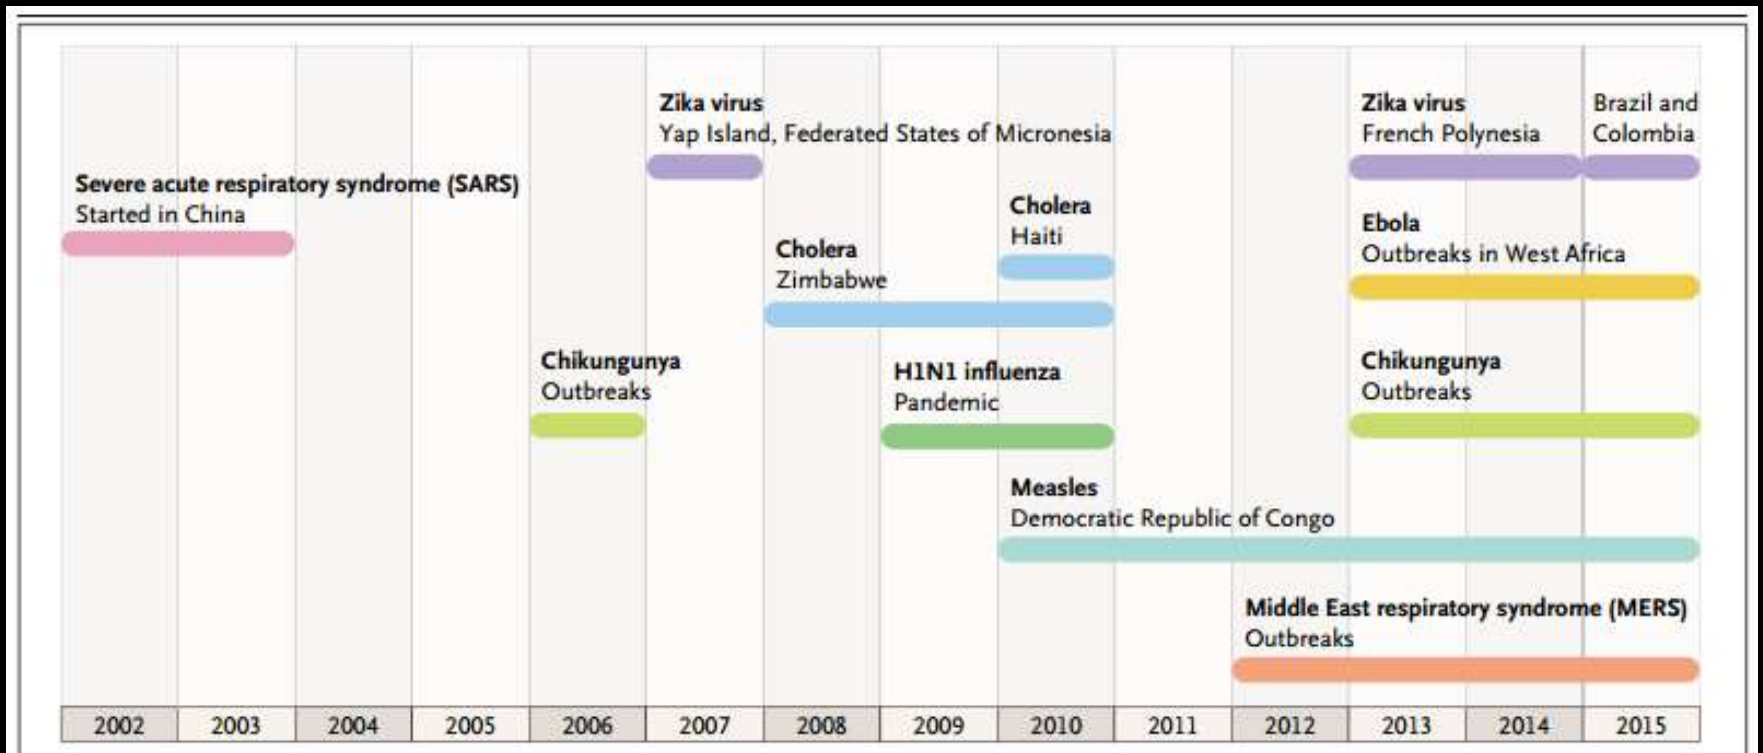 Zika virus
Yap Island, Federated States of Micronesia
Zika virus
French Polynesia
Brazil and
Colombia
Severe acute respiratory syndrome (SARS)
Started in China
Cholera
Haiti
Ebola
Outbreaks in West Africa
Cholera
Zimbabwe
Chikungunya
Outbreaks
H1N1 influenza
Pandemic
Chikungunya
Outbreaks
Measles
Democratic Republic of Congo
Middle East respiratory syndrome (MERS)
Outbreaks
2002 2003 2004 2005 2006 2007 2008 2009 2010 2011 2012 2013 2014 2015